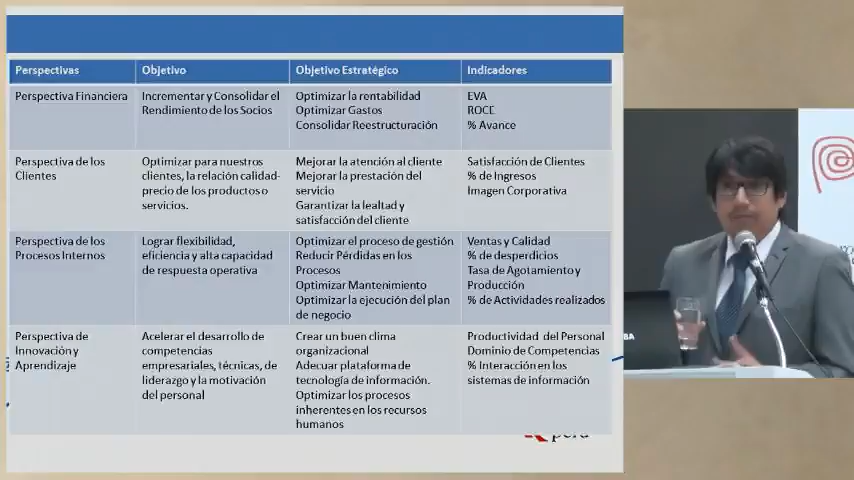 Perspectivas
Objetivo
Objetivo Estratégico
Indicadores
Perspectiva Financiera
Incrementar y Consolidar el
Rendimiento de los Socios
Optimizar la rentabilidad
Optimizar Gastos
Consolidar Reestructuración
EVA
ROCE
% Avance
Perspectiva de los
Clientes
Optimizar para nuestros
clientes, la relación calidad-
precio de los productos o
servicios.
Mejorar la atención al cliente
Mejorar la prestación del
servicio
Garantizar la lealtad y
satisfacción del cliente
Satisfacción de Clientes
% de Ingresos
Imagen Corporativa
Perspectiva de los
Procesos Internos
Lograr flexibilidad,
eficiencia y alta capacidad
de respuesta operativa
Optimizar el proceso de gestión
Reducir Pérdidas en los
Procesos
Optimizar Mantenimiento
Optimizar la ejecución del plan
de negocio
Ventas y Calidad
% de desperdicios
Tasa de Agotamiento y
Producción
% de Actividades realizados
Perspectiva de
Innovación y
Aprendizaje
Acelerar el desarrollo de
competencias
empresariales, técnicas, de
liderazgo y la motivación
del personal
Crear un buen clima
organizacional
Adecuar plataforma de
tecnología de información.
Optimizar los procesos
inherentes en los recursos
humanos
Productividad del Personal
Dominio de Competencias
% Interacción en los
sistemas de información